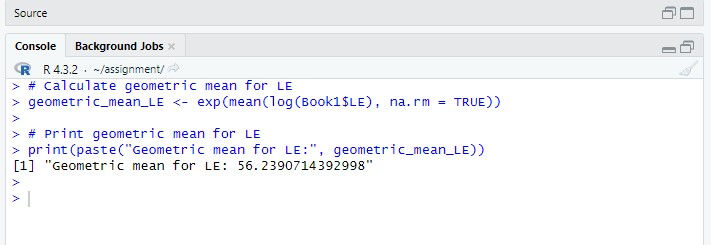 Source
Console Background Jobs ×
R R 4.3.2 · ~/assignment/
> # Calculate geometric mean for LE
> geometric_mean_LE <- exp(mean(log(Book1$LE), na.rm = TRUE))
>
> # Print geometric mean for LE
> print(paste("Geometric mean for LE:", geometric_mean_LE))
[1] "Geometric mean for LE: 56.2390714392998"
>
>